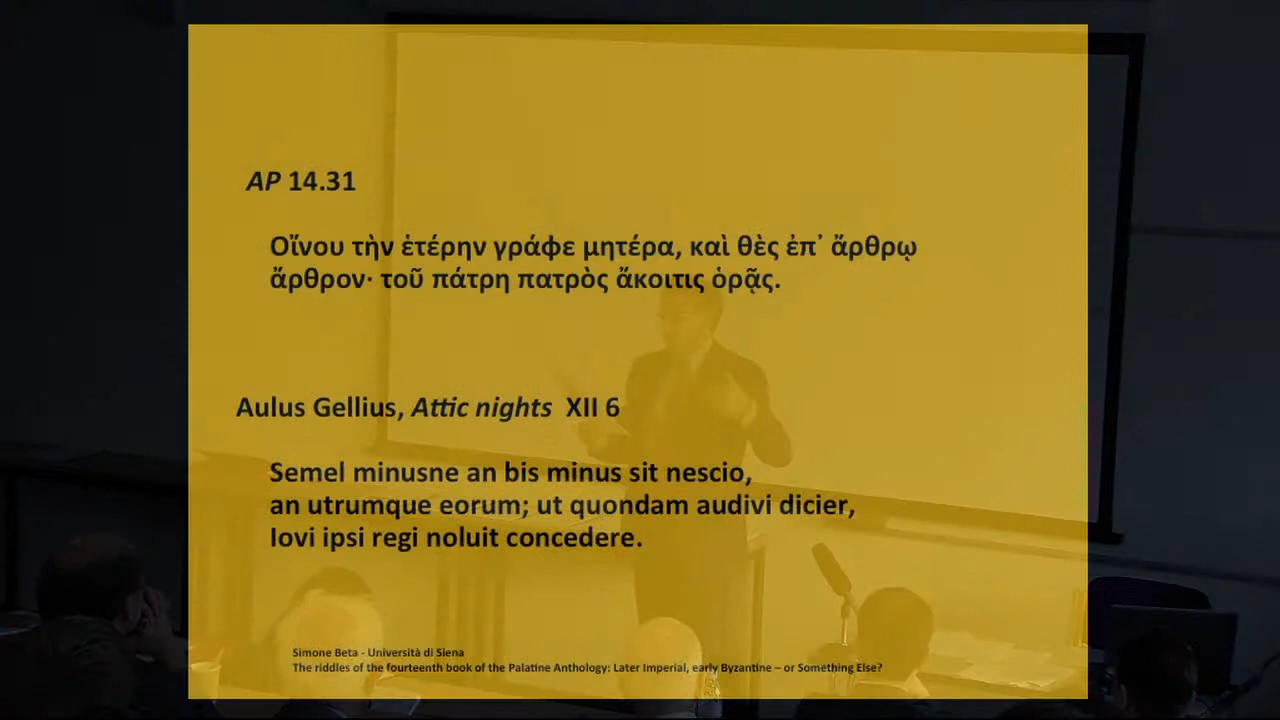 AP 14.31
Οἴνου τὴν ἑτέρην γράφε μητέρα, καὶ θὲς ἐπ᾽ ἄρθρῳ
ἄρθρον· τοῦ πάτρη πατρὸς ἄκοιτις ὁρᾷς.
Aulus Gellius, Attic nights XII 6
Semel minusne an bis minus sit nescio,
an utrumque eorum; ut quondam audivi dicier,
Iovi ipsi regi noluit concedere.
Simone Beta - Università di Siena
The riddles of the fourteenth book of the Palatine Anthology: Later Imperial, early Byzantine – or Something Else?